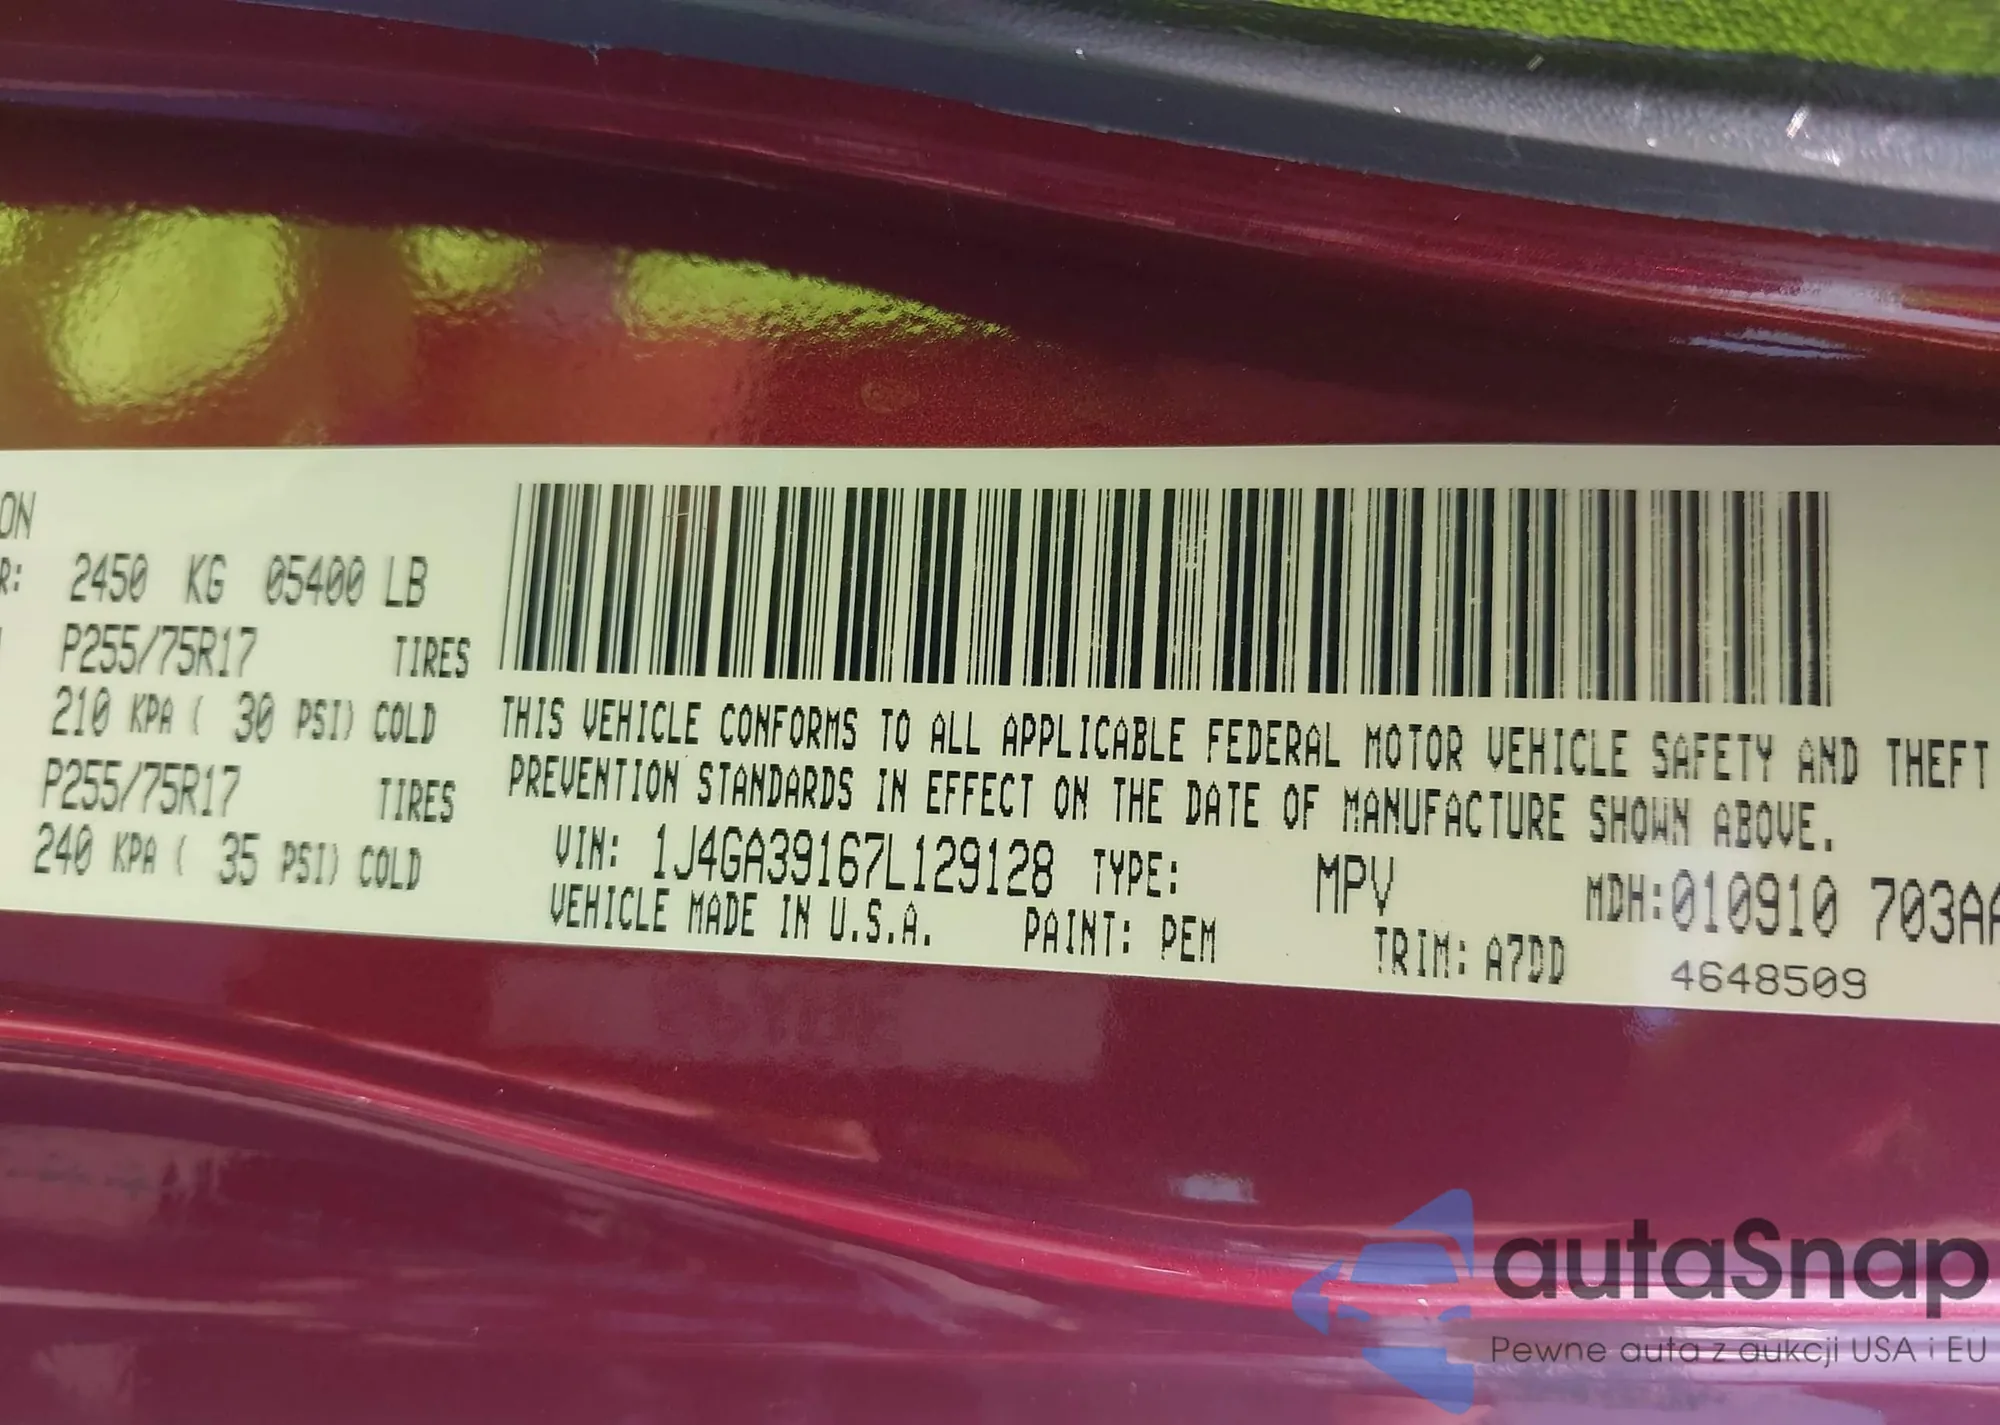 ON
R: 2450 KG 05400 LB
P255/75R17 TIRES
210 KPA ( 30 PSI) COLD
P255/75R17 TIRES
240 KPA ( 35 PSI) COLD
THIS VEHICLE CONFORMS TO ALL APPLICABLE FEDERAL MOTOR VEHICLE SAFETY AND THEFT
PREVENTION STANDARDS IN EFFECT ON THE DATE OF MANUFACTURE SHOWN ABOVE.
VIN: 1J4GA39167L129128 TYPE: MPV MDH:010910 703AA
VEHICLE MADE IN U.S.A. PAINT: PEM TRIM: A7DD
4648509
autaSnap
Pewne auta z aukcji USA i EU